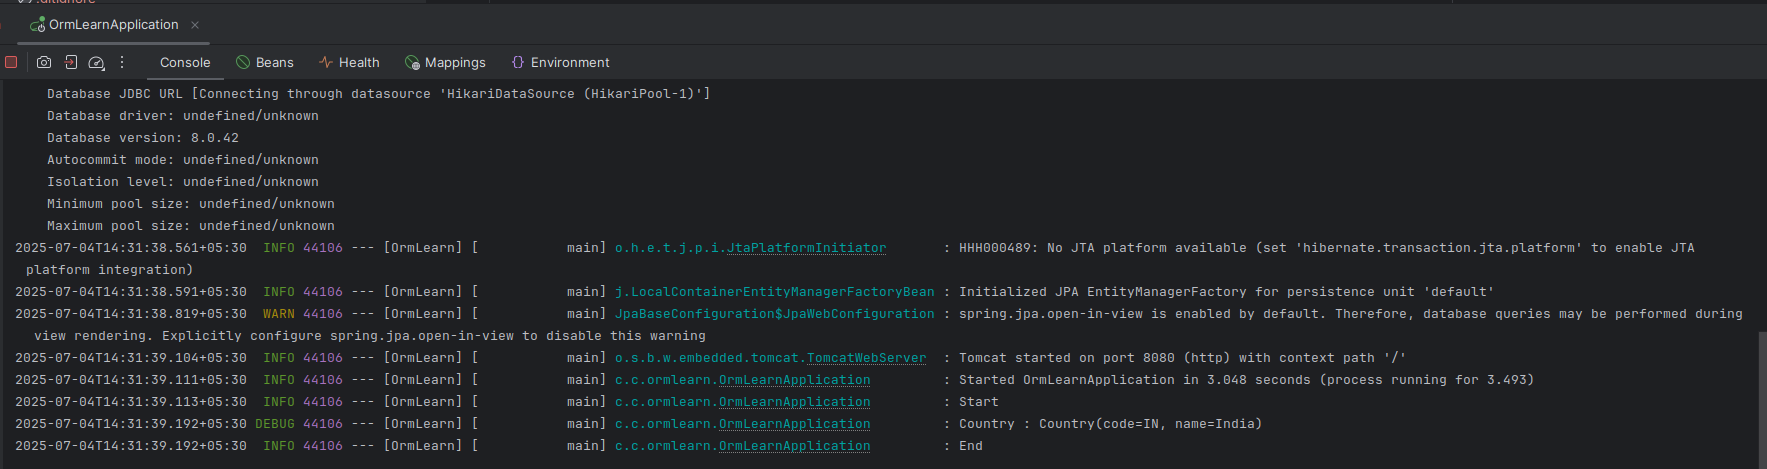 .gitignore
OrmLearnApplication ×
Console Beans Health Mappings Environment
Database JDBC URL [Connecting through datasource 'HikariDataSource (HikariPool-1)']
Database driver: undefined/unknown
Database version: 8.0.42
Autocommit mode: undefined/unknown
Isolation level: undefined/unknown
Minimum pool size: undefined/unknown
Maximum pool size: undefined/unknown
2025-07-04T14:31:38.561+05:30  INFO 44106 --- [OrmLearn] [           main] o.h.e.t.j.p.i.JtaPlatformInitiator       : HHH000489: No JTA platform available (set 'hibernate.transaction.jta.platform' to enable JTA
platform integration)
2025-07-04T14:31:38.591+05:30  INFO 44106 --- [OrmLearn] [           main] j.LocalContainerEntityManagerFactoryBean : Initialized JPA EntityManagerFactory for persistence unit 'default'
2025-07-04T14:31:38.819+05:30  WARN 44106 --- [OrmLearn] [           main] JpaBaseConfiguration$JpaWebConfiguration : spring.jpa.open-in-view is enabled by default. Therefore, database queries may be performed during
view rendering. Explicitly configure spring.jpa.open-in-view to disable this warning
2025-07-04T14:31:39.104+05:30  INFO 44106 --- [OrmLearn] [           main] o.s.b.w.embedded.tomcat.TomcatWebServer  : Tomcat started on port 8080 (http) with context path '/'
2025-07-04T14:31:39.111+05:30  INFO 44106 --- [OrmLearn] [           main] c.c.ormlearn.OrmLearnApplication         : Started OrmLearnApplication in 3.048 seconds (process running for 3.493)
2025-07-04T14:31:39.113+05:30  INFO 44106 --- [OrmLearn] [           main] c.c.ormlearn.OrmLearnApplication         : Start
2025-07-04T14:31:39.192+05:30 DEBUG 44106 --- [OrmLearn] [           main] c.c.ormlearn.OrmLearnApplication         : Country : Country(code=IN, name=India)
2025-07-04T14:31:39.192+05:30  INFO 44106 --- [OrmLearn] [           main] c.c.ormlearn.OrmLearnApplication         : End